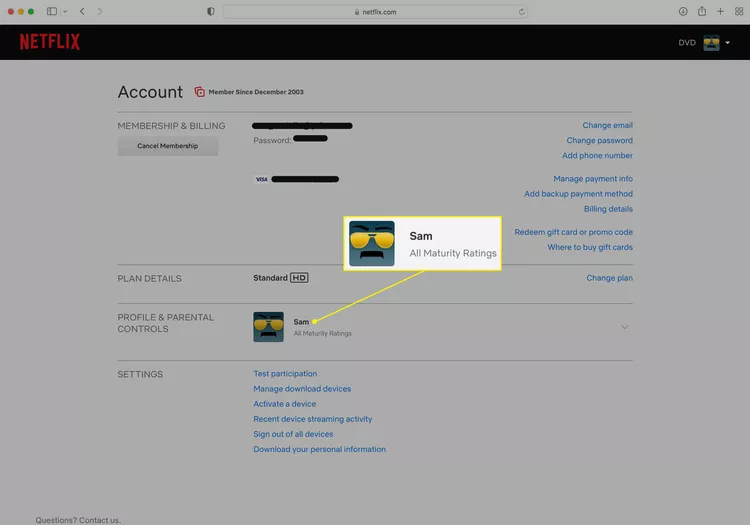 netflix.com
NETFLIX
DVD
Account
Member Since December 2003
MEMBERSHIP & BILLING
Cancel Membership
Password:
Change email
Change password
Add phone number
VISA
Manage payment info
Add backup payment method
Billing details
Redeem gift card or promo code
Where to buy gift cards
Sam
All Maturity Ratings
PLAN DETAILS
Standard HD
Change plan
PROFILE & PARENTAL
CONTROLS
Sam
All Maturity Ratings
SETTINGS
Test participation
Manage download devices
Activate a device
Recent device streaming activity
Sign out of all devices
Download your personal information
Questions? Contact us.